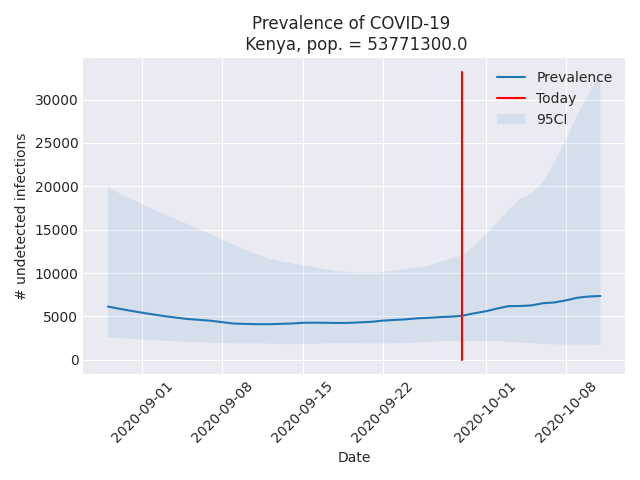 Prevalence of COVID-19
Kenya, pop. = 53771300.0
Prevalence
Today
95CI
# undetected infections
30000
25000
20000
15000
10000
5000
0
2020-09-01
2020-09-08
2020-09-15
2020-09-22
2020-10-01
2020-10-08
Date